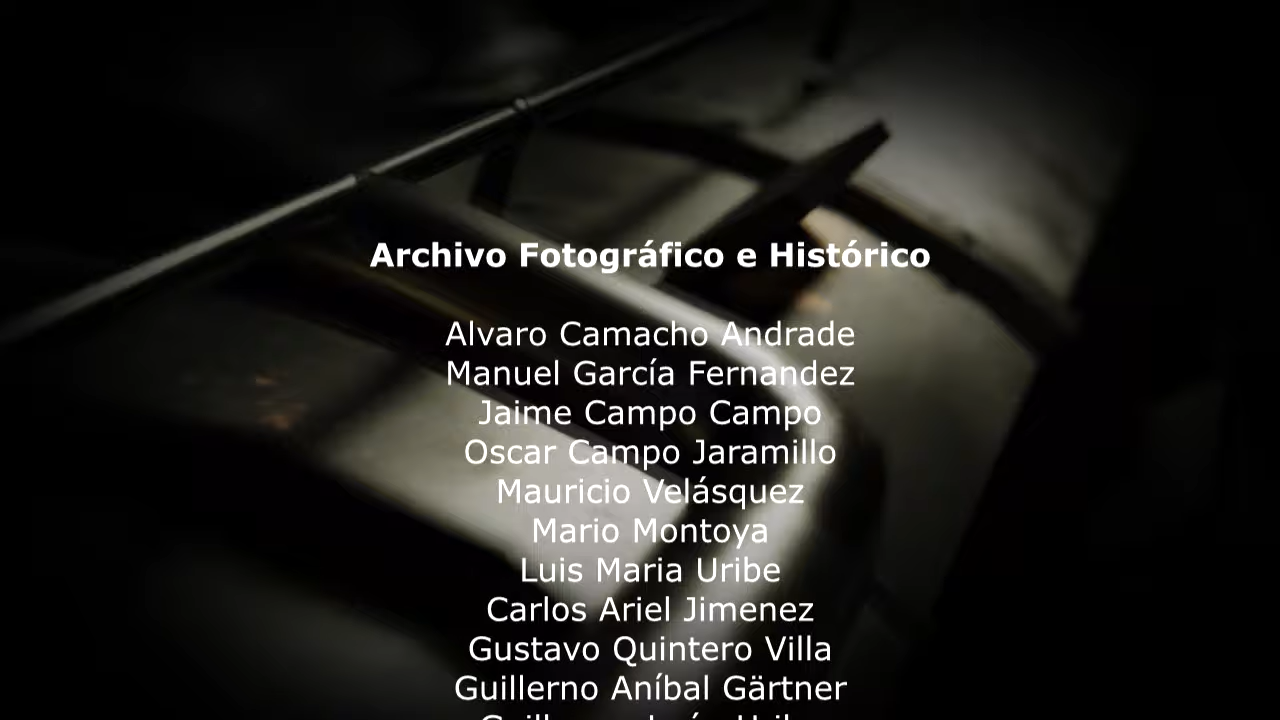 Archivo Fotográfico e Histórico
Alvaro Camacho Andrade
Manuel García Fernandez
Jaime Campo Campo
Oscar Campo Jaramillo
Mauricio Velásquez
Mario Montoya
Luis Maria Uribe
Carlos Ariel Jimenez
Gustavo Quintero Villa
Guillerno Aníbal Gärtner